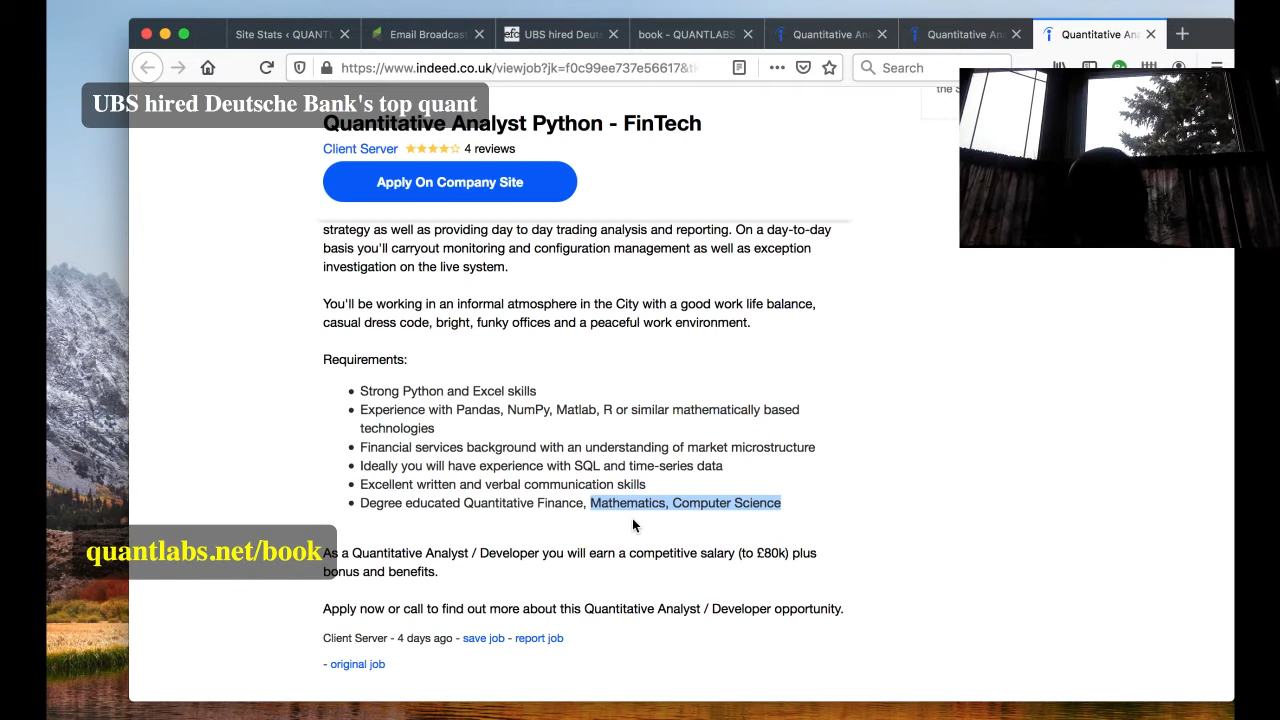 Site Stats ‹ QUANTL
Email Broadcast
efc UBS hired Deuts
book - QUANTLABS
Quantitative An
Quantitative An
Quantitative Ana
https://www.indeed.co.uk/viewjob?jk=f0c99ee737e56617&t
Search
UBS hired Deutsche Bank's top quant
the S
Quantitative Analyst Python - FinTech
Client Server 4 reviews
Apply On Company Site
strategy as well as providing day to day trading analysis and reporting. On a day-to-day
basis you'll carryout monitoring and configuration management as well as exception
investigation on the live system.
You'll be working in an informal atmosphere in the City with a good work life balance,
casual dress code, bright, funky offices and a peaceful work environment.
Requirements:
Strong Python and Excel skills
Experience with Pandas, NumPy, Matlab, R or similar mathematically based
technologies
Financial services background with an understanding of market microstructure
Ideally you will have experience with SQL and time-series data
Excellent written and verbal communication skills
Degree educated Quantitative Finance, Mathematics, Computer Science
quantlabs.net/book
As a Quantitative Analyst / Developer you will earn a competitive salary (to £80k) plus
bonus and benefits.
Apply now or call to find out more about this Quantitative Analyst / Developer opportunity.
Client Server - 4 days ago - save job - report job
- original job